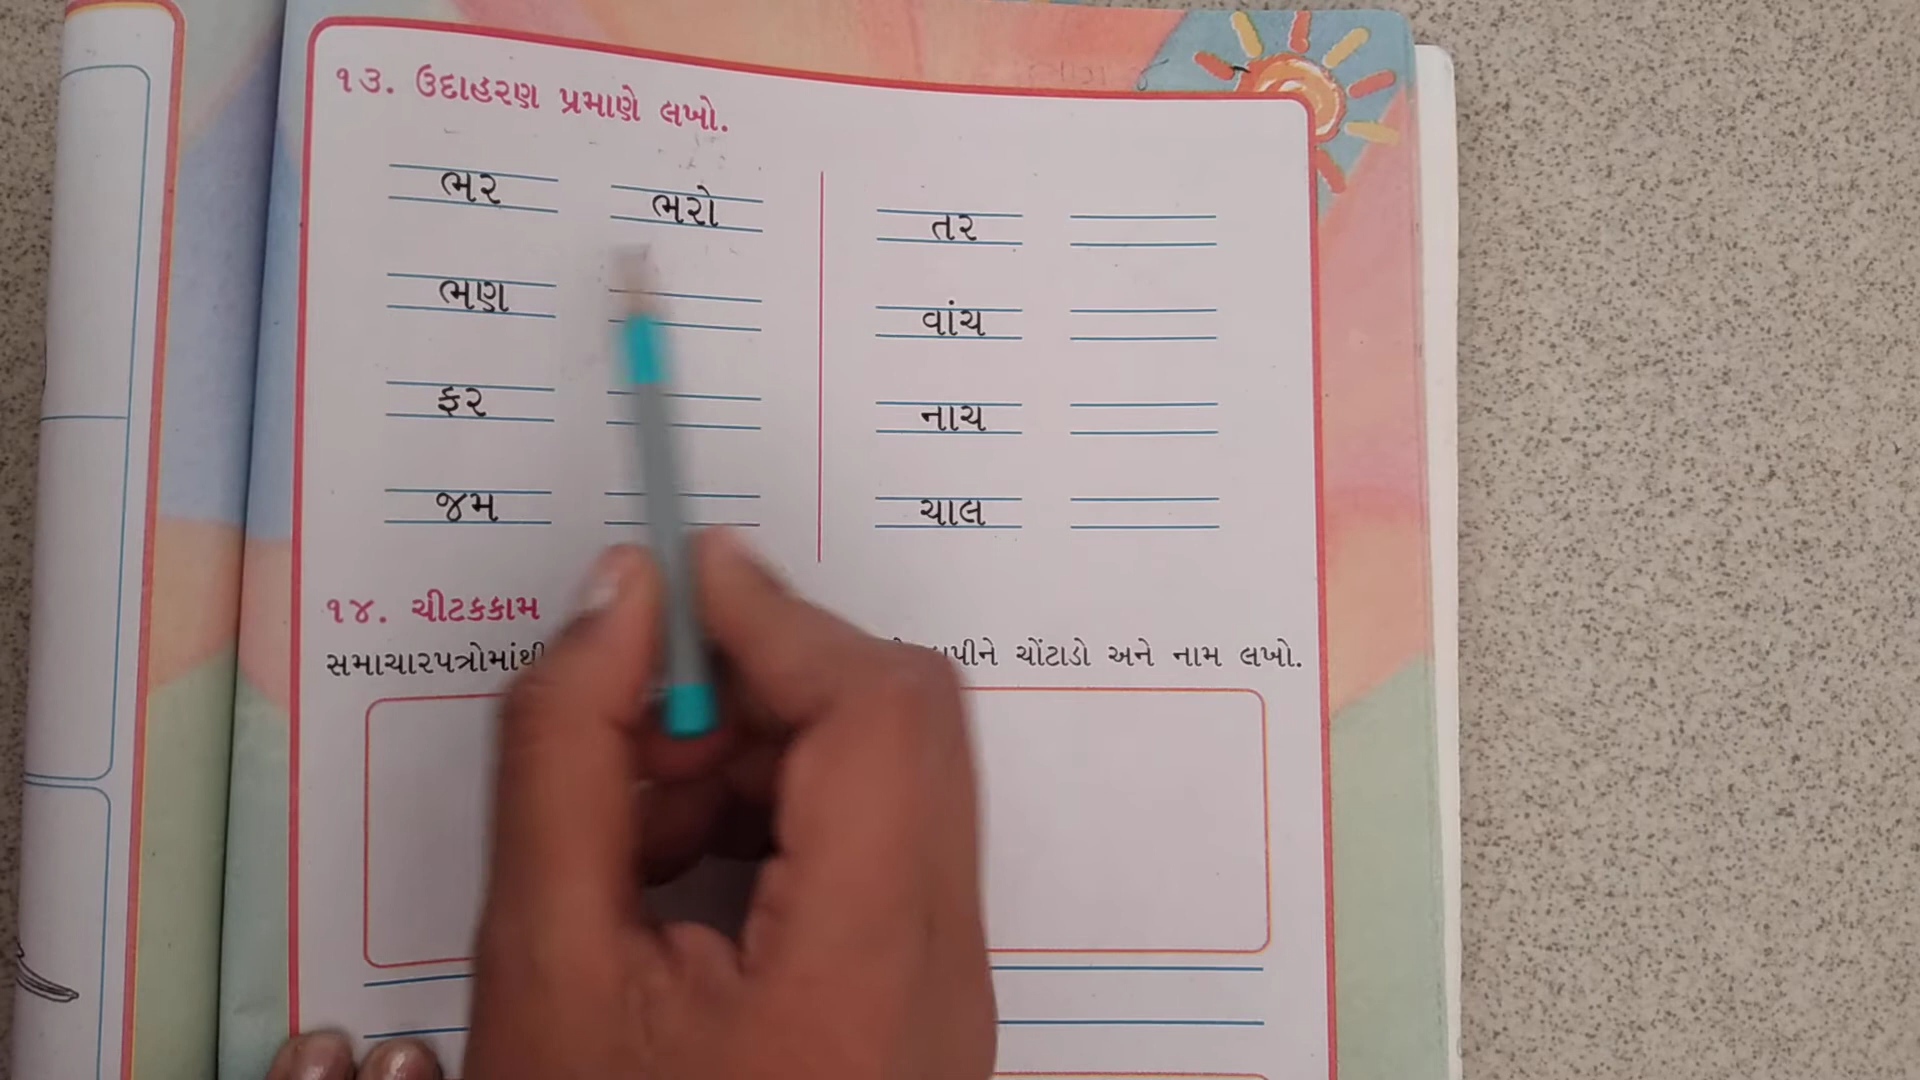 ૧૩. ઉદાહરણ પ્રમાણે લખો.
ભર ભરો
ભણ
ફર
જમ
તર
વાંચ
નાચ
ચાલ
૧૪. ચીટકકામ
સમાચારપત્રોમાંથી ચોંટાડો અને નામ લખો.